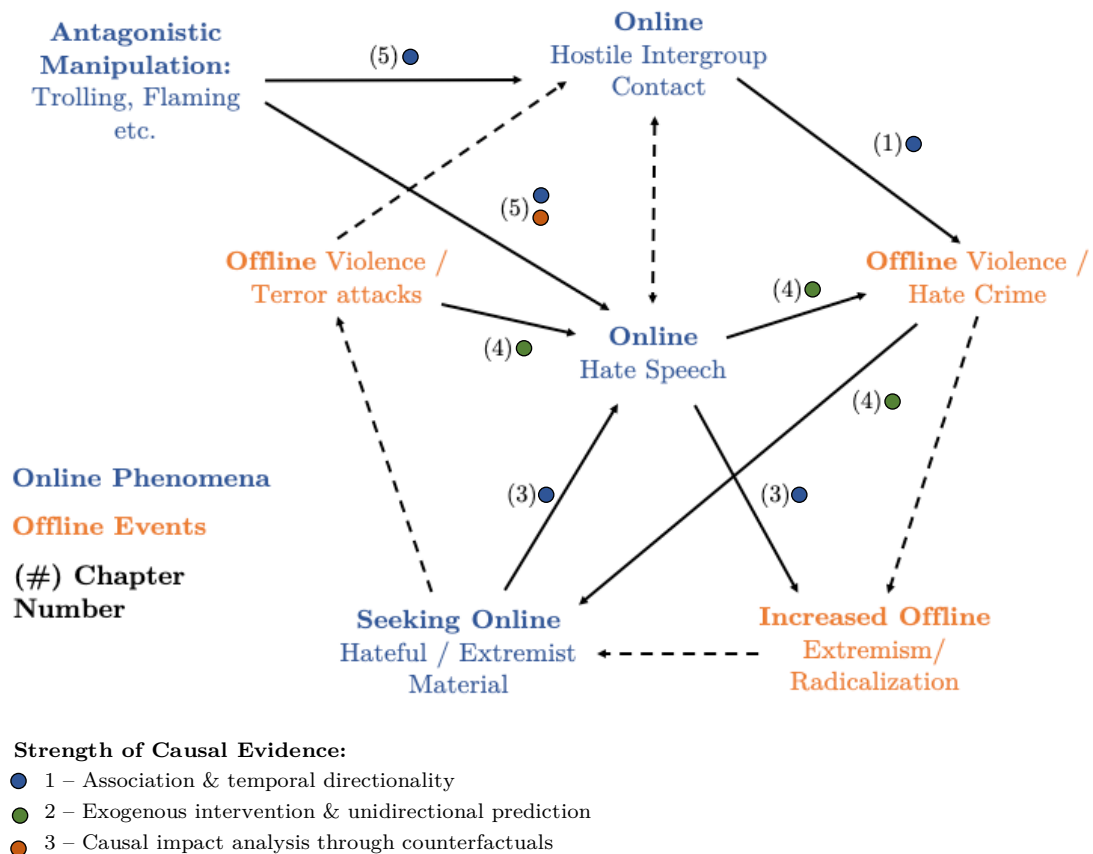 Antagonistic
Manipulation:
Trolling, Flaming
etc.
(5)
Online
Hostile Intergroup
Contact
(1)
(5)
Offline Violence /
Terror attacks
Offline Violence /
Hate Crime
(4)
(4)
Online
Hate Speech
(4)
Online Phenomena
Offline Events
(#) Chapter
Number
(3)
(3)
Seeking Online
Hateful / Extremist
Material
Increased Offline
Extremism/
Radicalization
Strength of Causal Evidence:
1 – Association & temporal directionality
2 – Exogenous intervention & unidirectional prediction
3 – Causal impact analysis through counterfactuals